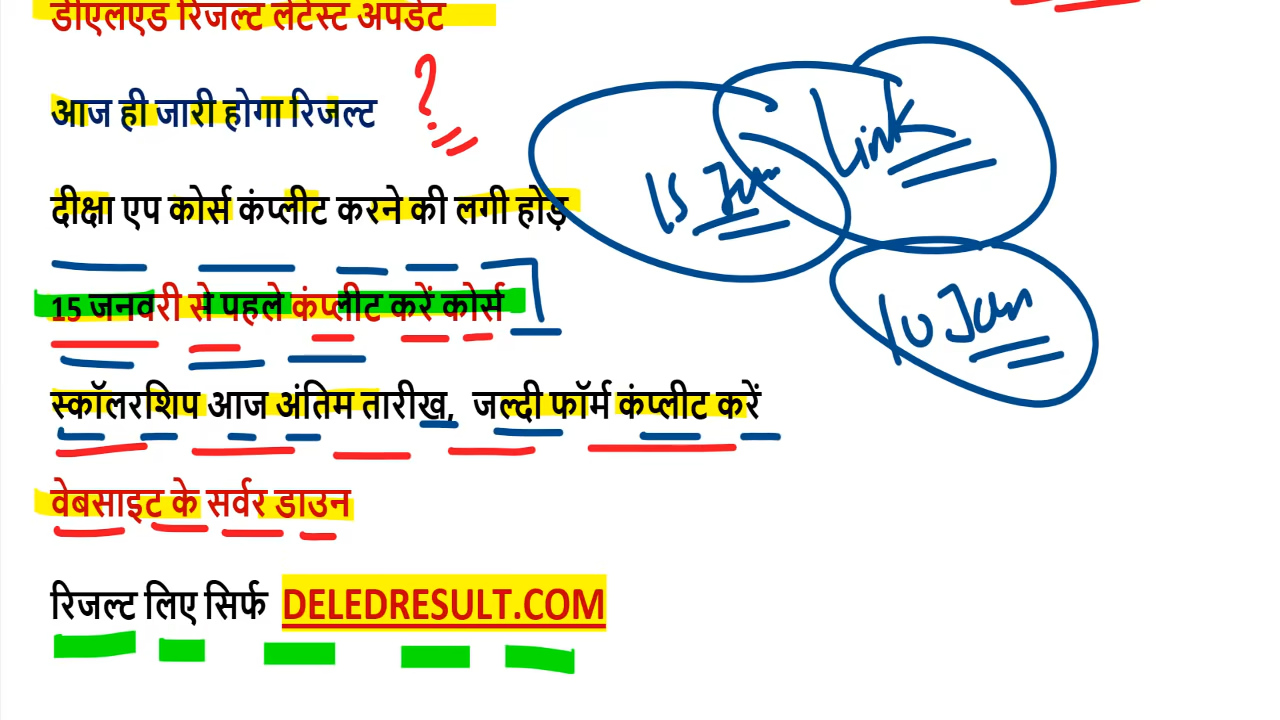 डीएलएड रिजल्ट लेटेस्ट अपडेट
आज ही जारी होगा रिजल्ट ?
Link
15 Jan
दीक्षा एप कोर्स कंप्लीट करने की लगी होड़
10 Jan
15 जनवरी से पहले कंप्लीट करें कोर्स
स्कॉलरशिप आज अंतिम तारीख, जल्दी फॉर्म कंप्लीट करें
वेबसाइट के सर्वर डाउन
रिजल्ट लिए सिर्फ DELEDRESULT.COM